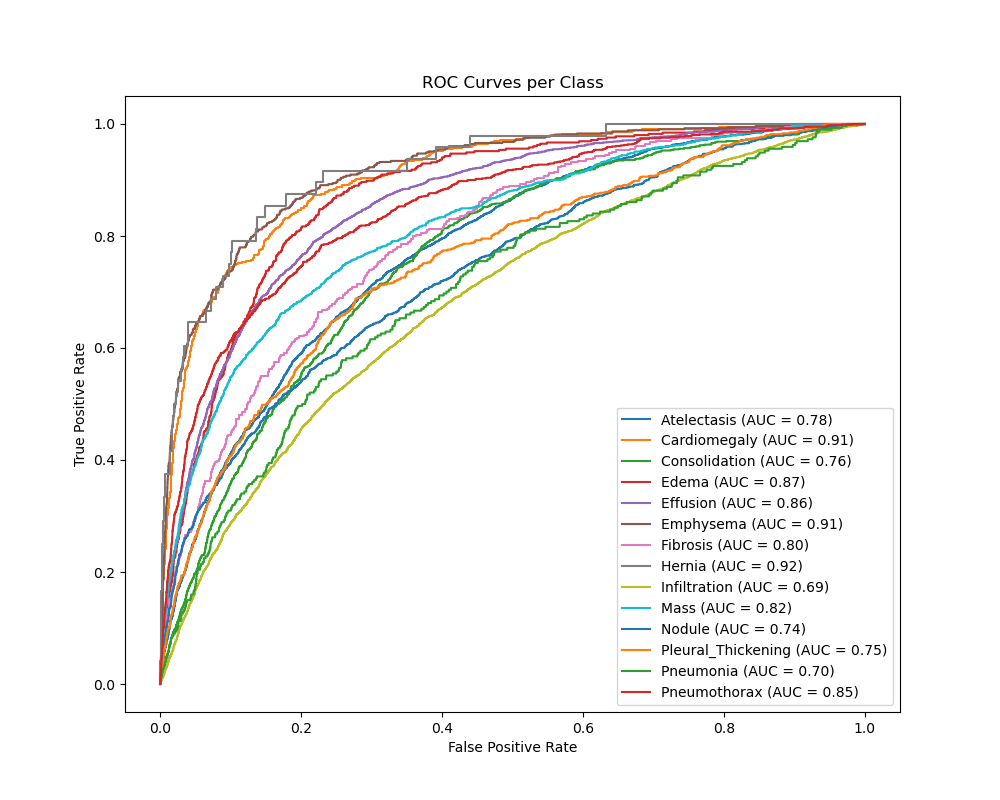 ROC Curves per Class
1.0
0.8
0.6
0.4
0.2
0.0
True Positive Rate
Atelectasis (AUC = 0.78)
Cardiomegaly (AUC = 0.91)
Consolidation (AUC = 0.76)
Edema (AUC = 0.87)
Effusion (AUC = 0.86)
Emphysema (AUC = 0.91)
Fibrosis (AUC = 0.80)
Hernia (AUC = 0.92)
Infiltration (AUC = 0.69)
Mass (AUC = 0.82)
Nodule (AUC = 0.74)
Pleural_Thickening (AUC = 0.75)
Pneumonia (AUC = 0.70)
Pneumothorax (AUC = 0.85)
0.0 0.2 0.4 0.6 0.8 1.0
False Positive Rate